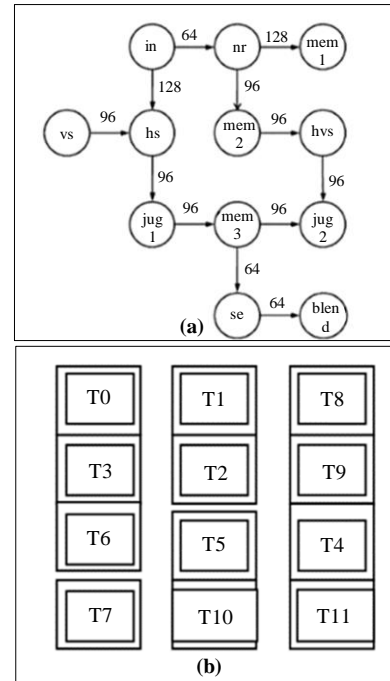 in 64 nr 128 mem
1
128
96
vs 96 hs
mem
2
96 hvs
96
96
jug
1
96 mem
3
96 jug
2
64
se 64 blen
d
(a)
T0 T1 T8
T3 T2 T9
T6 T5 T4
T7 T10 T11
(b)